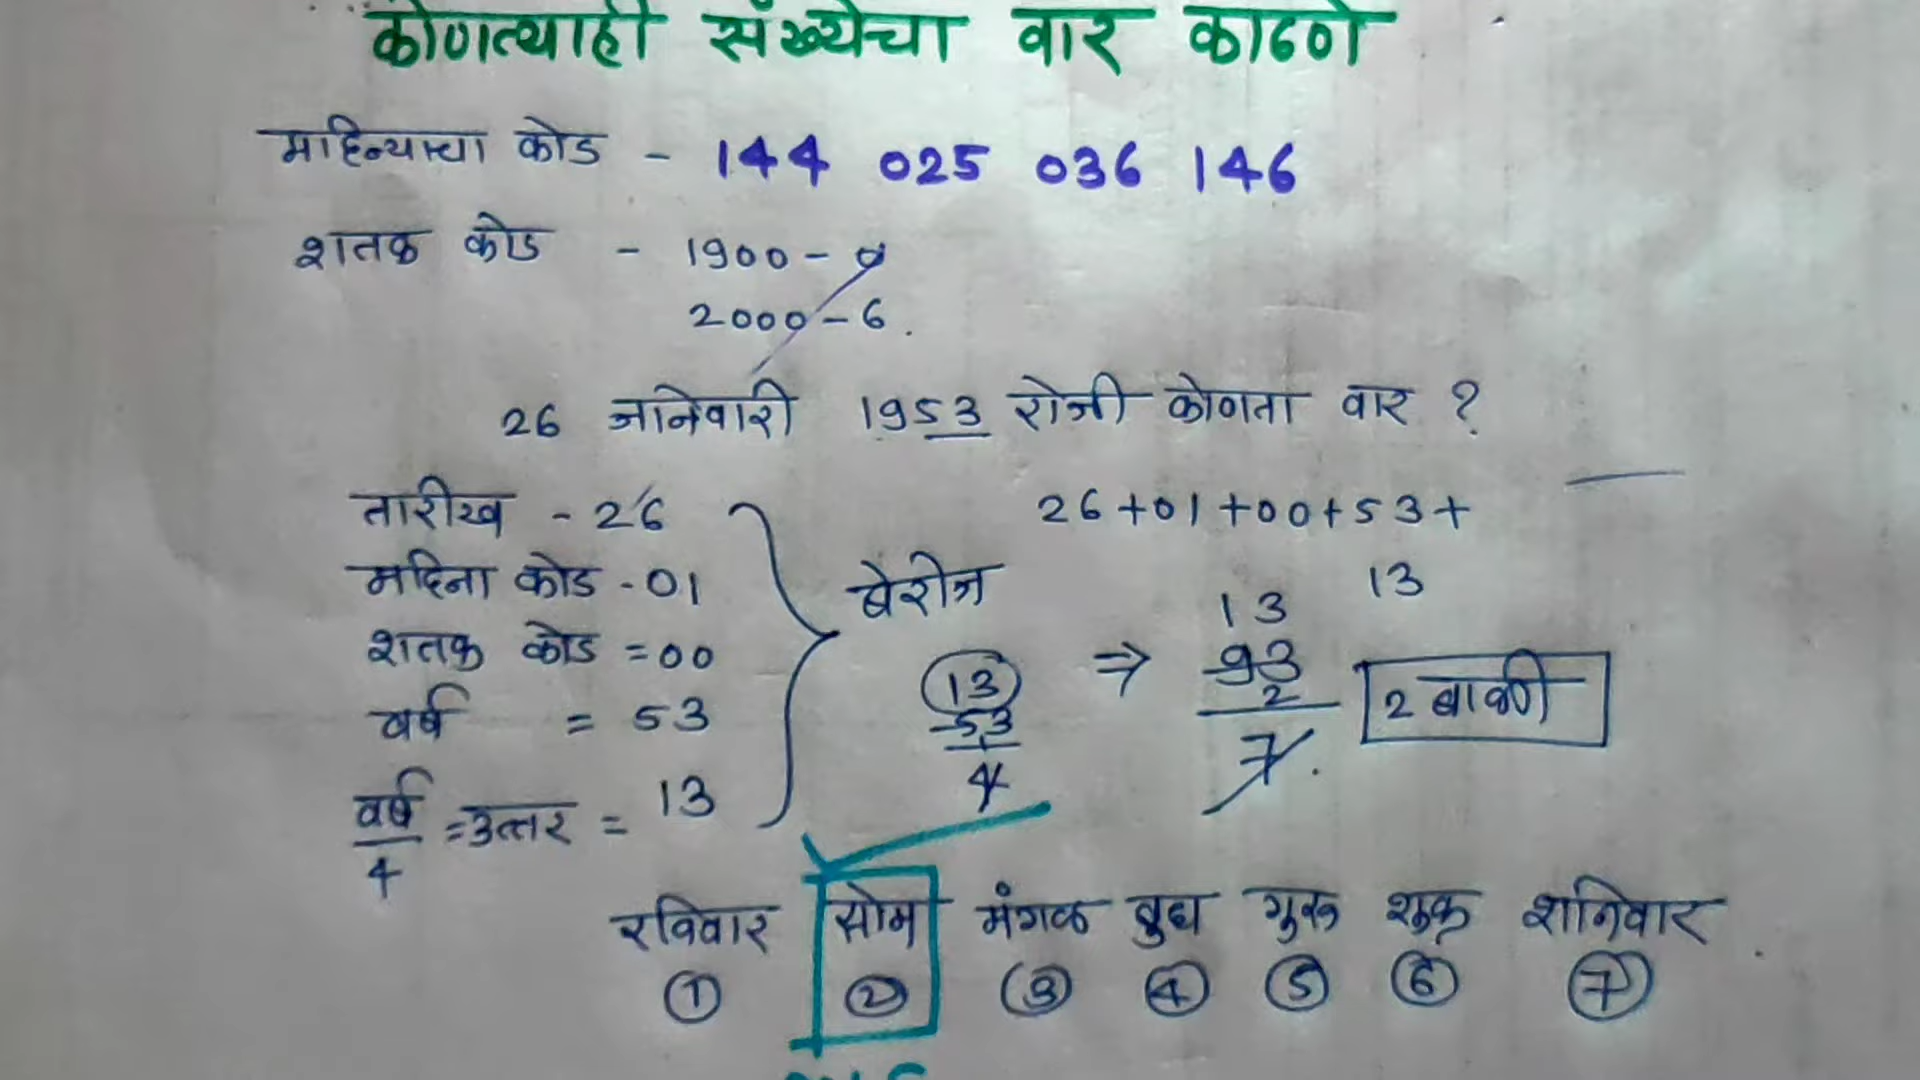 कोणत्याही संख्येचा वार काढणे
महिन्याचा कोड - 144 025 036 146
शतक कोड - 1900 - 0
2000 - 6.
26 जानेवारी 1953 रोजी कोणता वार ?
तारीख - 26
महिना कोड - 01
शतक कोड = 00
वर्ष = 53
वर्ष/4 = उत्तर = 13
बेरीज
13
53
4
26+01+00+53+
13
⇒ 13
93
2
7
2 बाकी
रविवार सोम मंगळ बुध गुरू शुक्र शनिवार
① ② ③ ④ ⑤ ⑥ ⑦